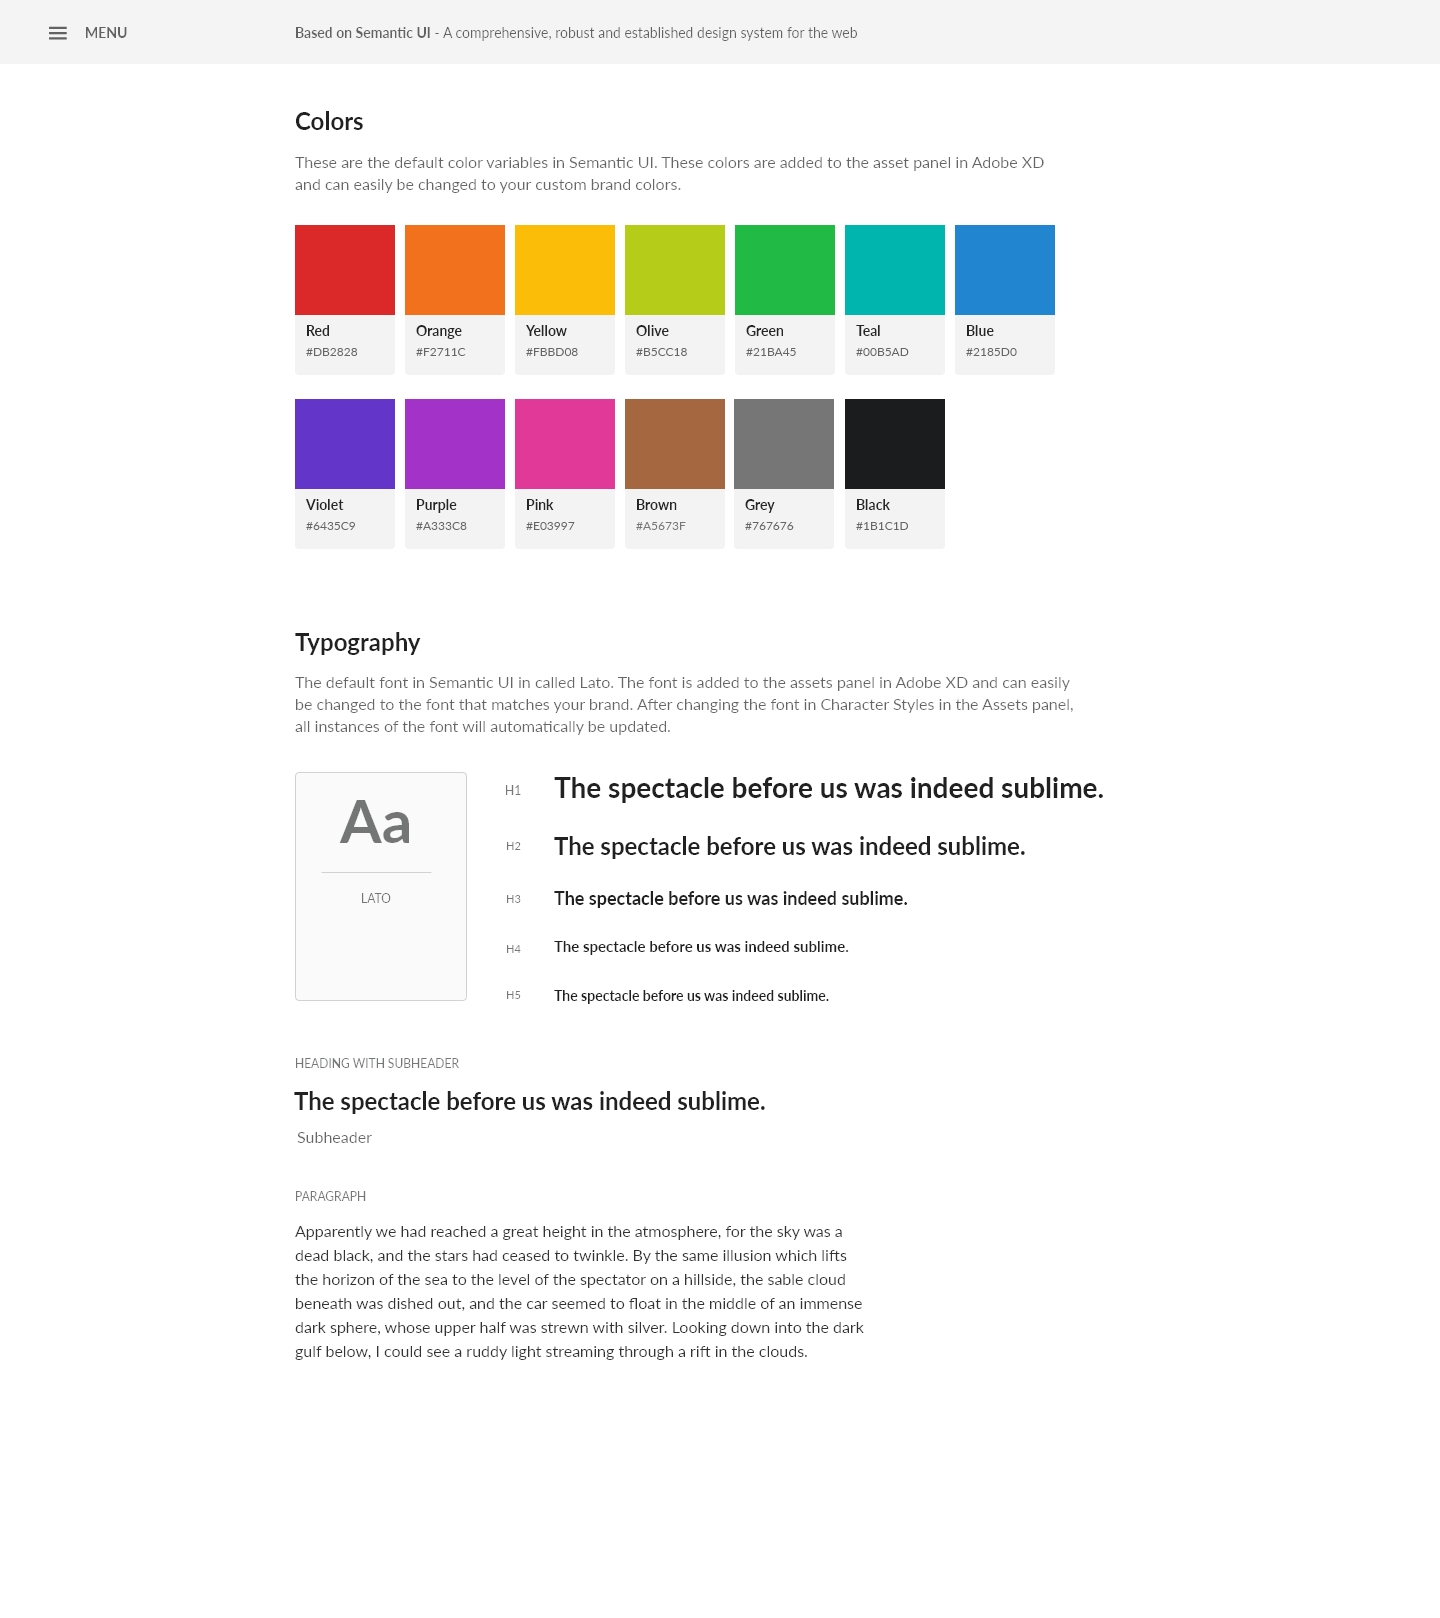 MENU
Based on Semantic UI - A comprehensive, robust and established design system for the web
Colors
These are the default color variables in Semantic UI. These colors are added to the asset panel in Adobe XD
and can easily be changed to your custom brand colors.
Red
#DB2828
Orange
#F2711C
Yellow
#FBBD08
Olive
#B5CC18
Green
#21BA45
Teal
#00B5AD
Blue
#2185D0
Violet
#6435C9
Purple
#A333C8
Pink
#E03997
Brown
#A5673F
Grey
#767676
Black
#1B1C1D
Typography
The default font in Semantic UI in called Lato. The font is added to the assets panel in Adobe XD and can easily
be changed to the font that matches your brand. After changing the font in Character Styles in the Assets panel,
all instances of the font will automatically be updated.
Aa
LATO
H1 The spectacle before us was indeed sublime.
H2 The spectacle before us was indeed sublime.
H3 The spectacle before us was indeed sublime.
H4 The spectacle before us was indeed sublime.
H5 The spectacle before us was indeed sublime.
HEADING WITH SUBHEADER
The spectacle before us was indeed sublime.
Subheader
PARAGRAPH
Apparently we had reached a great height in the atmosphere, for the sky was a
dead black, and the stars had ceased to twinkle. By the same illusion which lifts
the horizon of the sea to the level of the spectator on a hillside, the sable cloud
beneath was dished out, and the car seemed to float in the middle of an immense
dark sphere, whose upper half was strewn with silver. Looking down into the dark
gulf below, I could see a ruddy light streaming through a rift in the clouds.